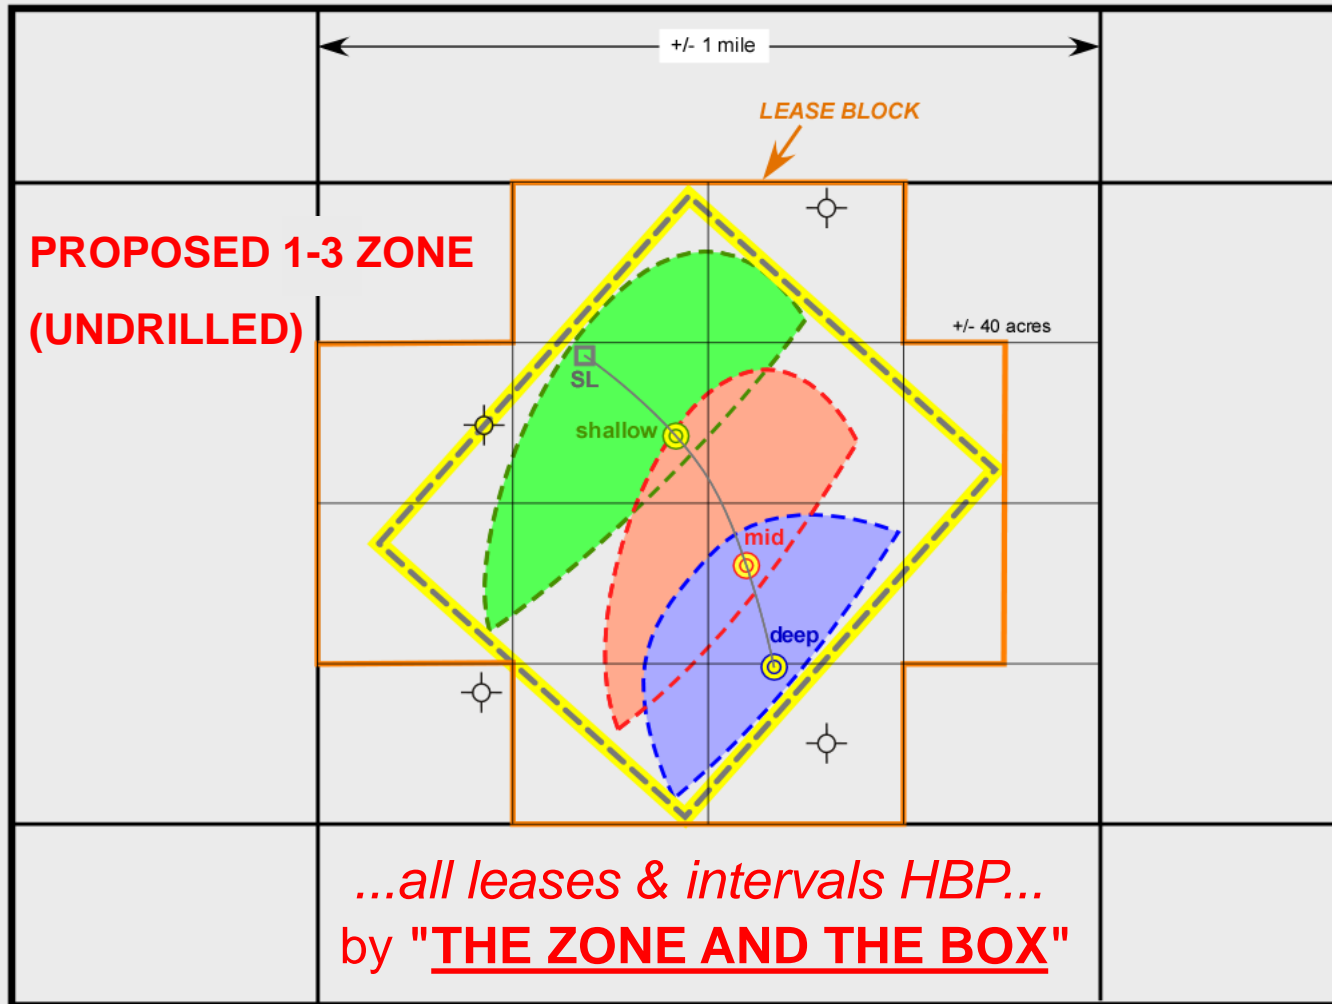 +/- 1 mile
LEASE BLOCK
PROPOSED 1-3 ZONE
(UNDRILLED)
+/- 40 acres
SL
shallow
mid
deep
...all leases & intervals HBP...
by "THE ZONE AND THE BOX"